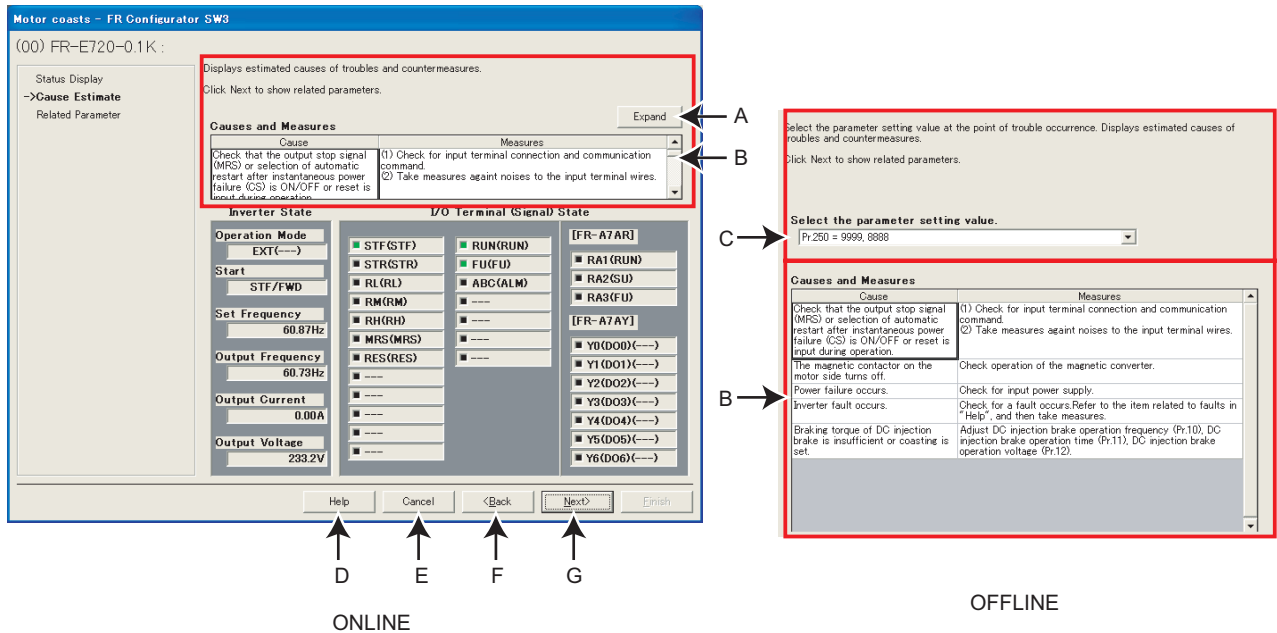 Motor coasts - FR Configurator SW3
(00) FR-E720-0.1K :
Status Display
->Cause Estimate
Related Parameter
Displays estimated causes of troubles and countermeasures.
Click Next to show related parameters.
Expand
A
Causes and Measures
Cause Measures
Check that the output stop signal
(MRS) or selection of automatic
restart after instantaneous power
failure (CS) is ON/OFF or reset is
input during operation
(1) Check for input terminal connection and communication
command.
(2) Take measures againt noises to the input terminal wires.
B
Inverter State
Operation Mode
EXT(---)
Start
STF/FWD
Set Frequency
60.87Hz
Output Frequency
60.73Hz
Output Current
0.00A
Output Voltage
233.2V
I/O Terminal (Signal) State
STF(STF)
STR(STR)
RL(RL)
RM(RM)
RH(RH)
MRS(MRS)
RES(RES)
---
---
---
---
RUN(RUN)
FU(FU)
ABC(ALM)
---
---
---
---
[FR-A7AR]
RA1(RUN)
RA2(SU)
RA3(FU)
[FR-A7AY]
Y0(DO0)(---)
Y1(DO1)(---)
Y2(DO2)(---)
Y3(DO3)(---)
Y4(DO4)(---)
Y5(DO5)(---)
Y6(DO6)(---)
Help Cancel <Back Next> Finish
D E F G
ONLINE
Select the parameter setting value at the point of trouble occurrence. Displays estimated causes of
troubles and countermeasures.
Click Next to show related parameters.
Select the parameter setting value.
C
Pr.250 = 9999, 8888
Causes and Measures
Cause Measures
Check that the output stop signal
(MRS) or selection of automatic
restart after instantaneous power
failure (CS) is ON/OFF or reset is
input during operation.
(1) Check for input terminal connection and communication
command.
(2) Take measures againt noises to the input terminal wires.
The magnetic contactor on the
motor side turns off.
Check operation of the magnetic converter.
Power failure occurs.
Check for input power supply.
B
Inverter fault occurs.
Check for a fault occurs.Refer to the item related to faults in
"Help", and then take measures.
Braking torque of DC injection
brake is insufficient or coasting is
set.
Adjust DC injection brake operation frequency (Pr.10), DC
injection brake operation time (Pr.11), DC injection brake
operation voltage (Pr.12).
OFFLINE